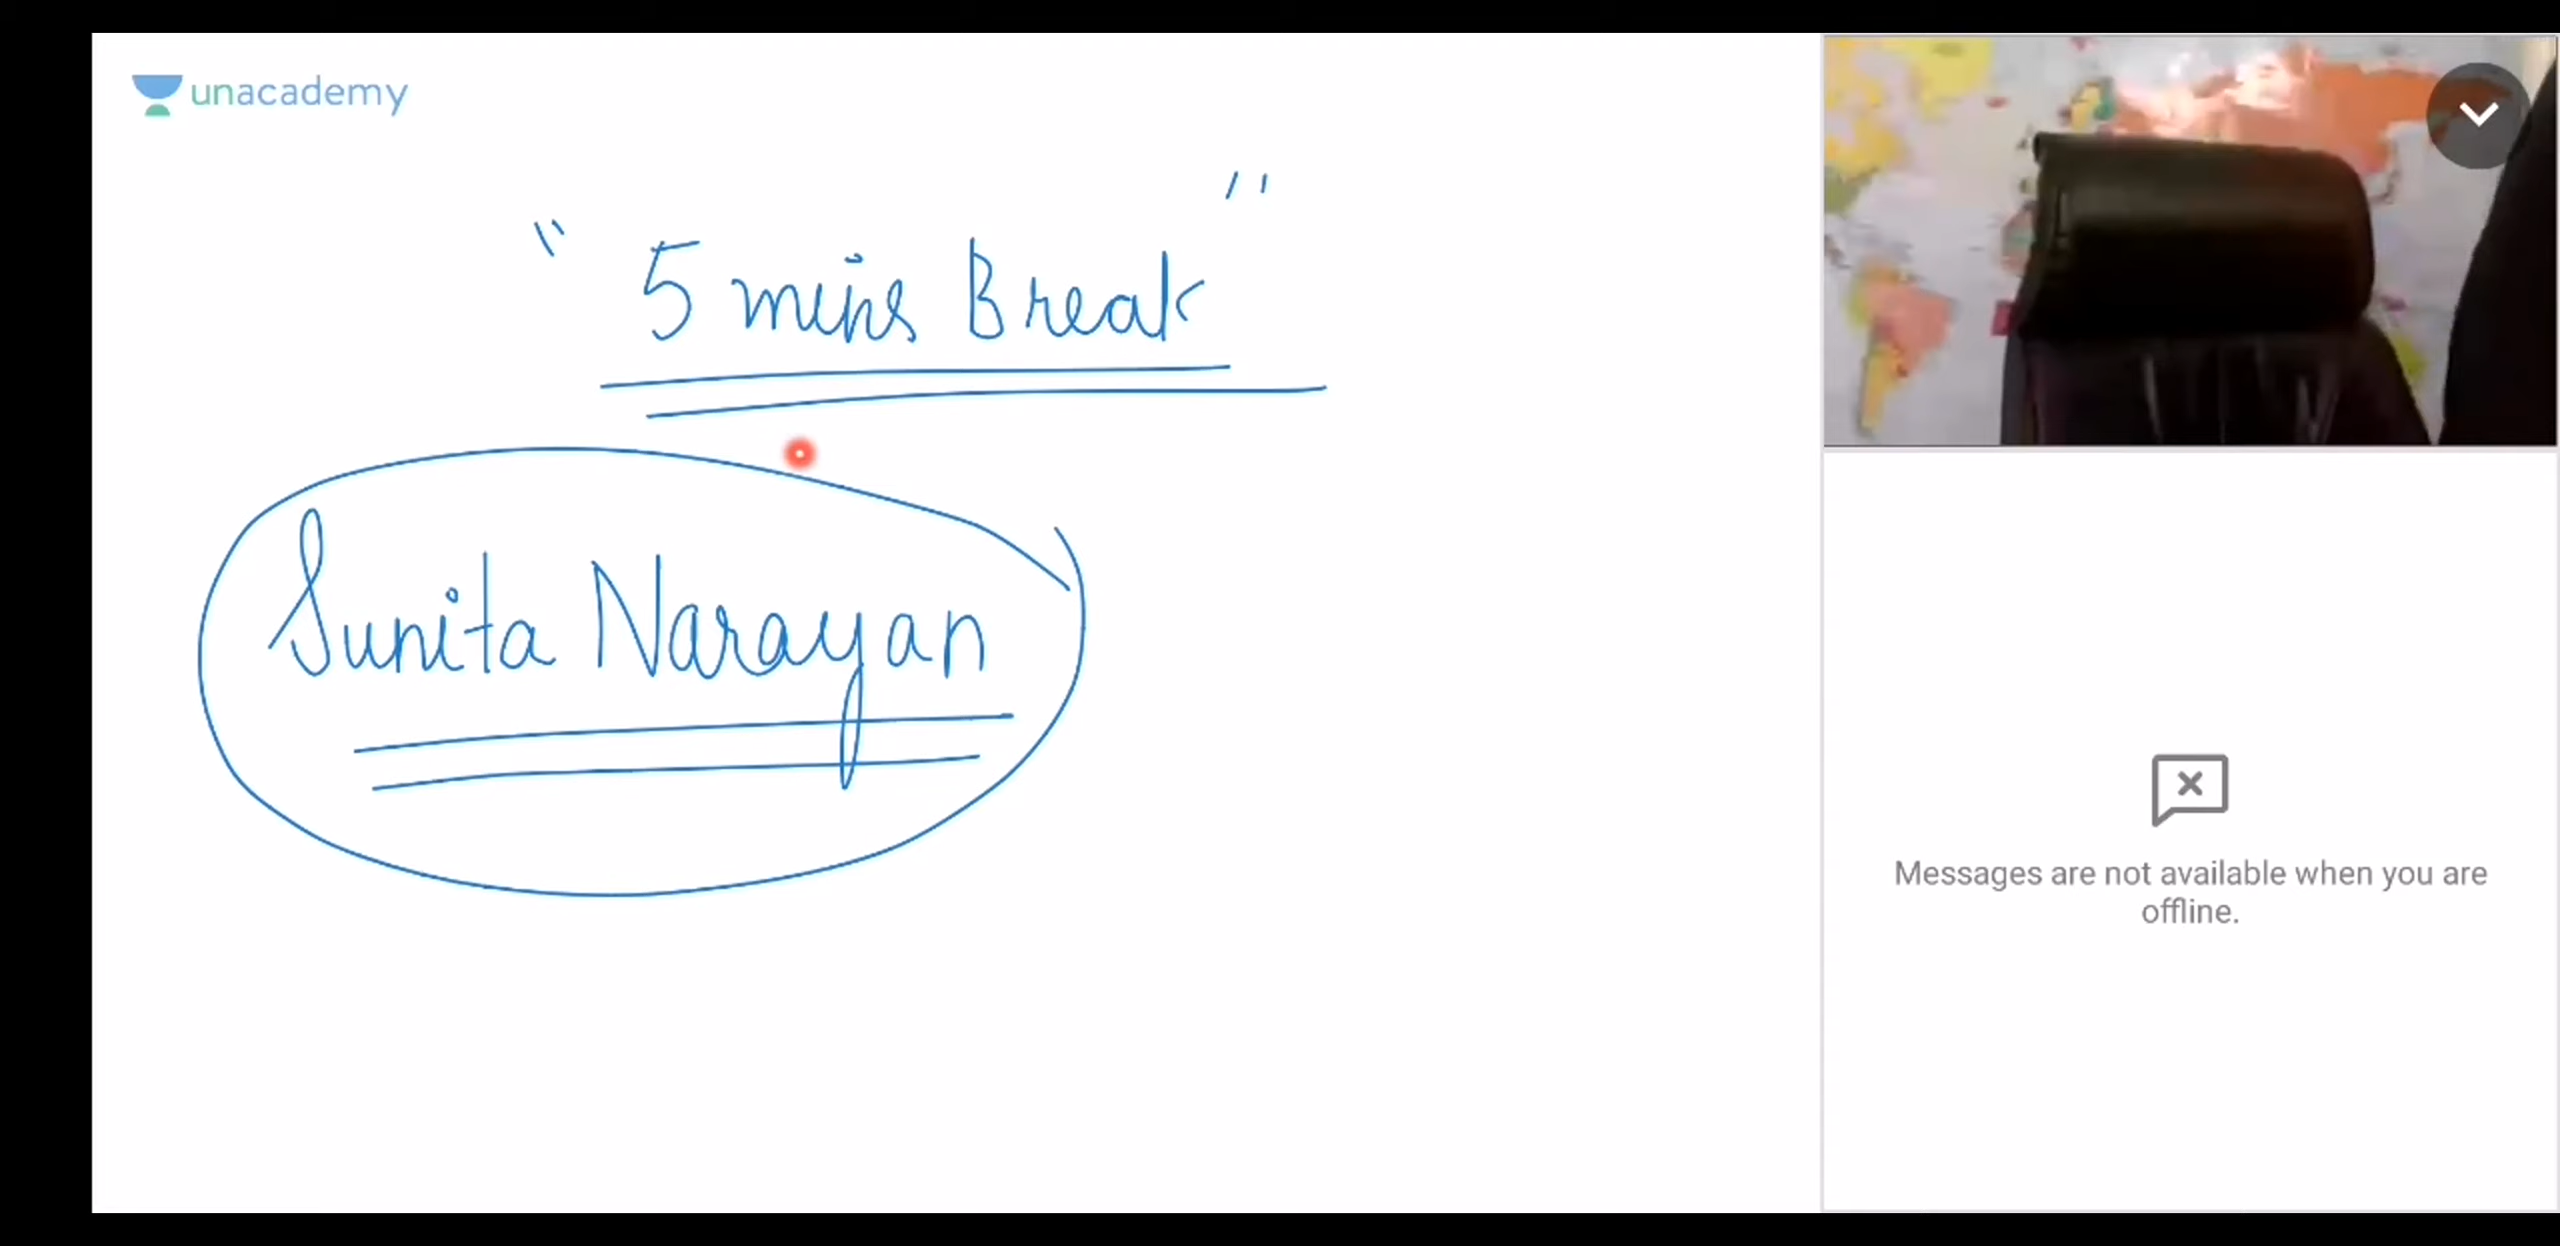 unacademy
" 5 mins Break "
Sunita Narayan
Messages are not available when you are
offline.